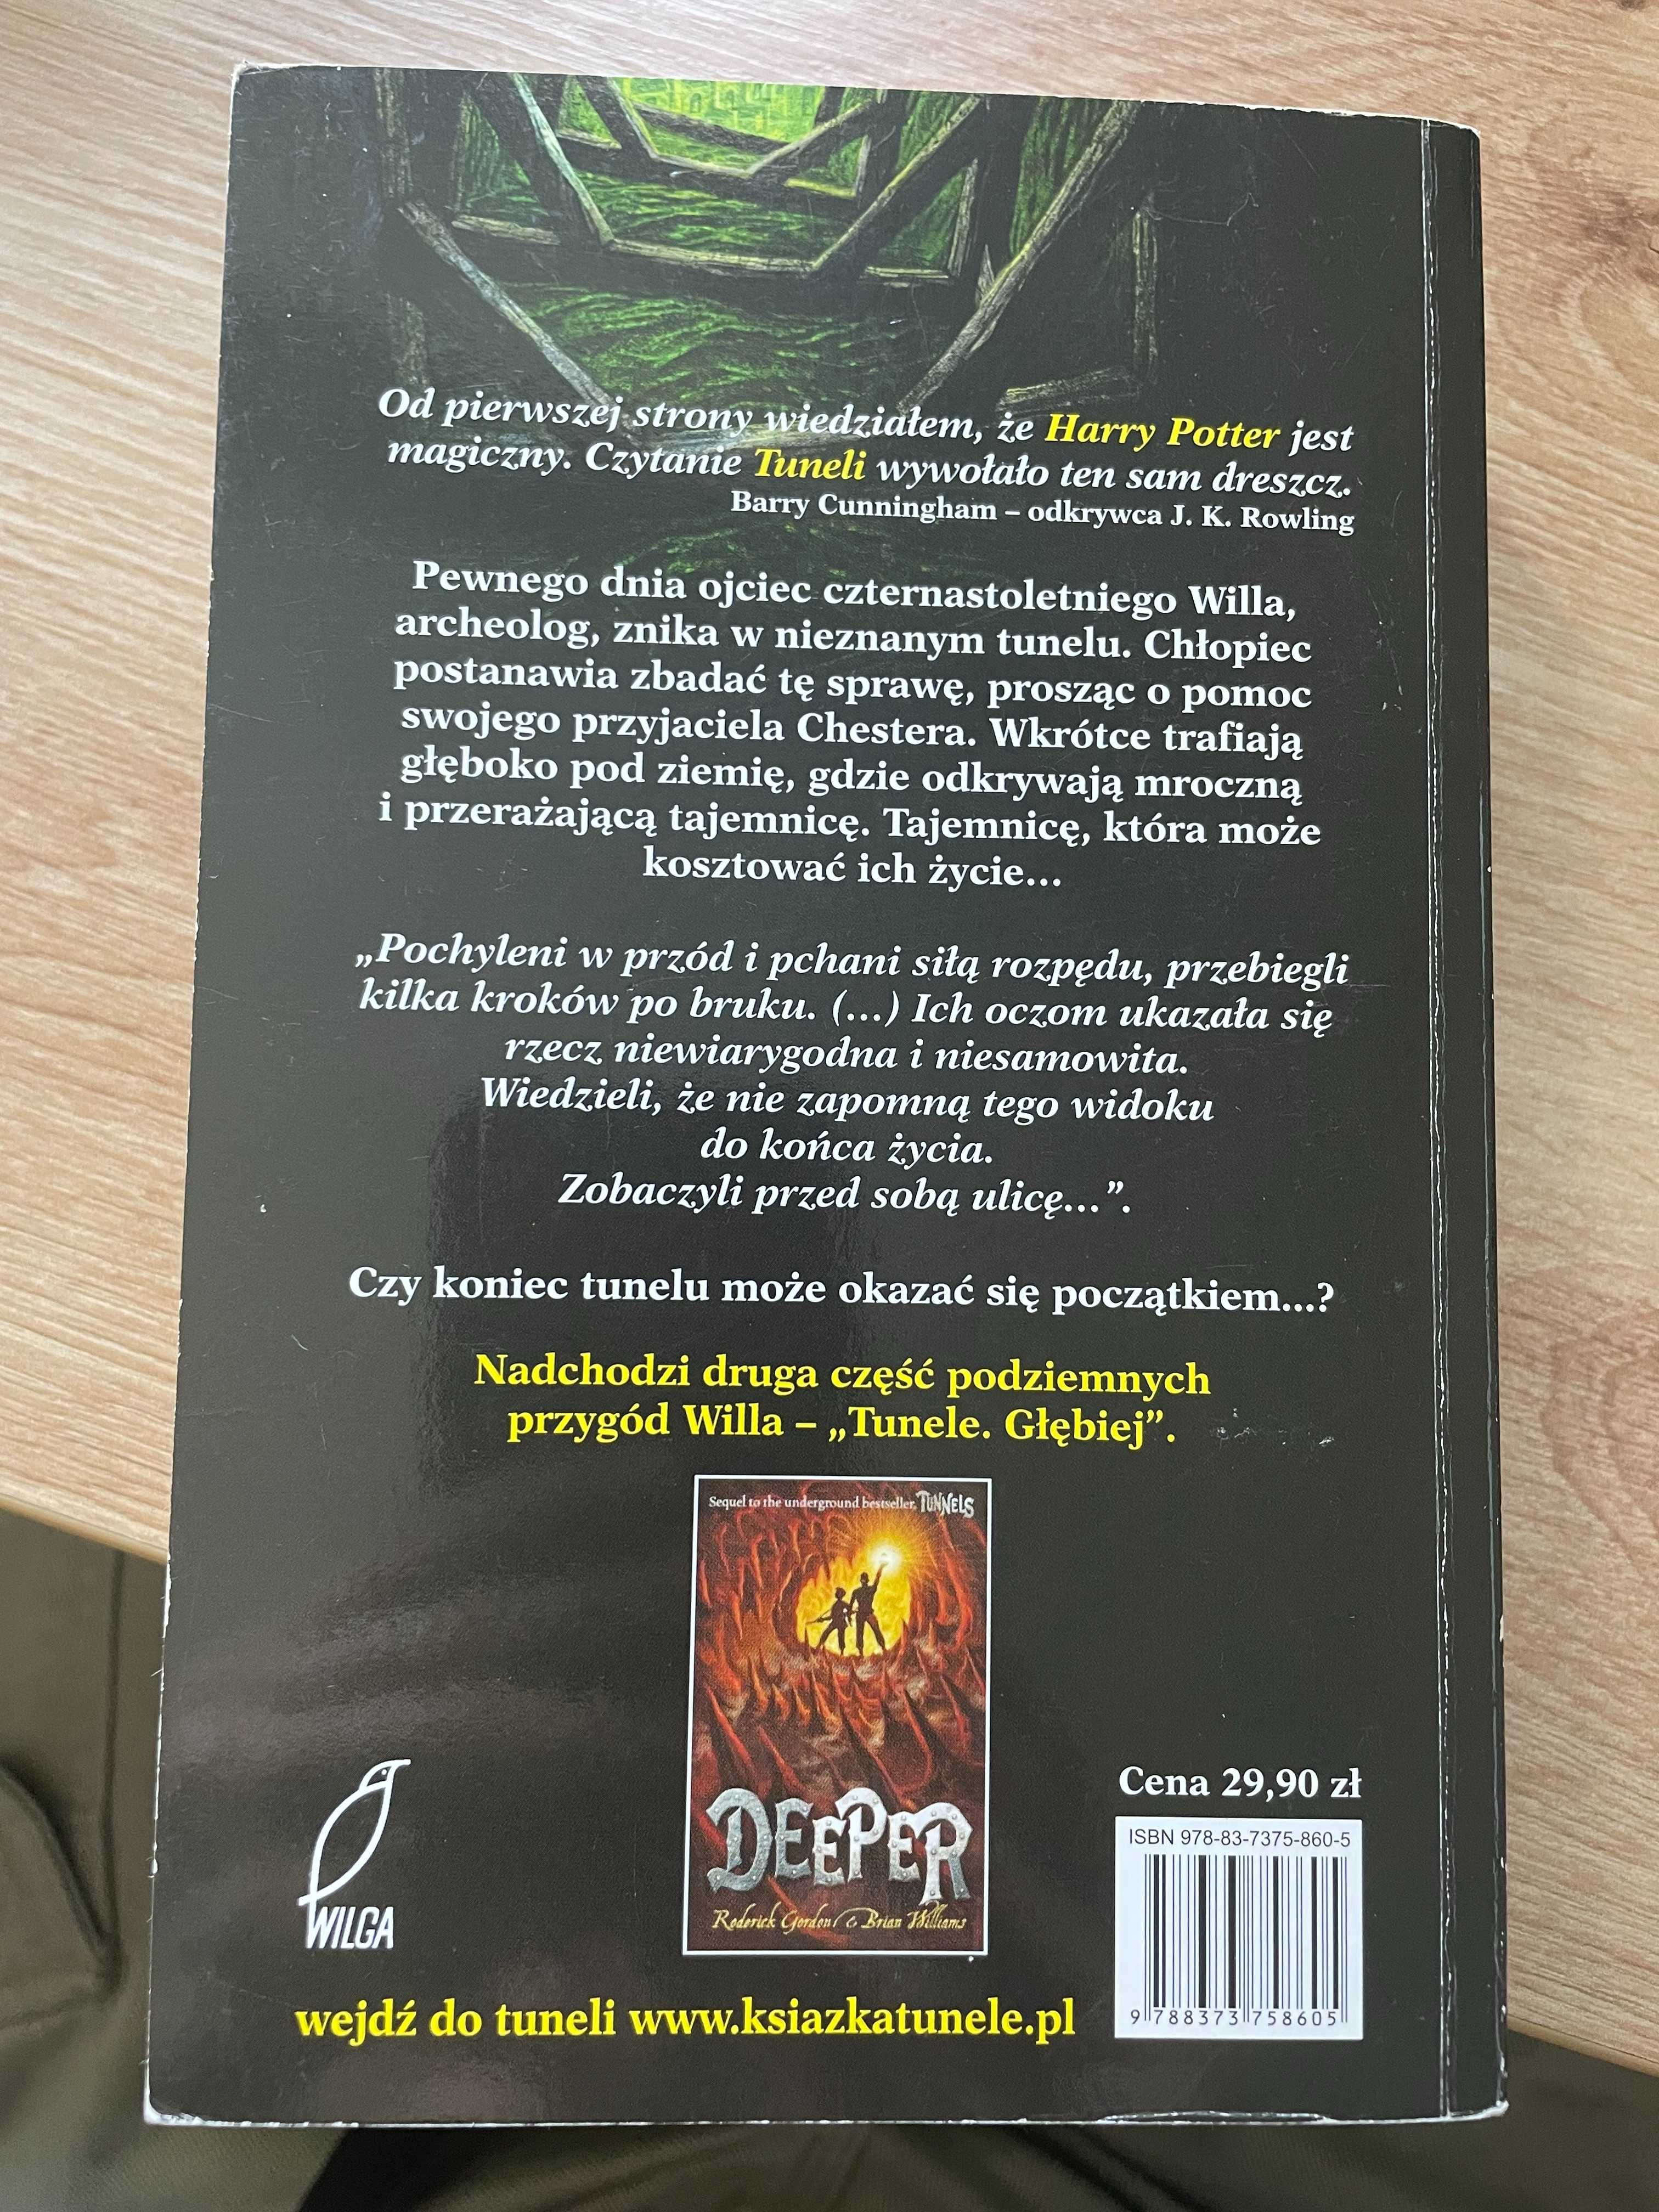 Od pierwszej strony wiedziałem, że Harry Potter jest
magiczny. Czytanie Tuneli wywołało ten sam dreszcz.
Barry Cunningham – odkrywca J. K. Rowling
Pewnego dnia ojciec czternastoletniego Willa,
archeolog, znika w nieznanym tunelu. Chłopiec
postanawia zbadać tę sprawę, prosząc o pomoc
swojego przyjaciela Chestera. Wkrótce trafiają
głęboko pod ziemię, gdzie odkrywają mroczną
i przerażającą tajemnicę. Tajemnicę, która może
kosztować ich życie...
„Pochyleni w przód i pchani siłą rozpędu, przebiegli
kilka kroków po bruku. (...) Ich oczom ukazała się
rzecz niewiarygodna i niesamowita.
Wiedzieli, że nie zapomną tego widoku
do końca życia.
Zobaczyli przed sobą ulicę...”.
Czy koniec tunelu może okazać się początkiem...?
Nadchodzi druga część podziemnych
przygód Willa – „Tunele. Głębiej”.
Sequel to the underground bestseller, TUNNELS
DEEPER
Roderick Gordon & Brian Williams
WILGA
Cena 29,90 zł
ISBN 978-83-7375-860-5
9 788373 758605
wejdź do tuneli www.ksiazkatunele.pl